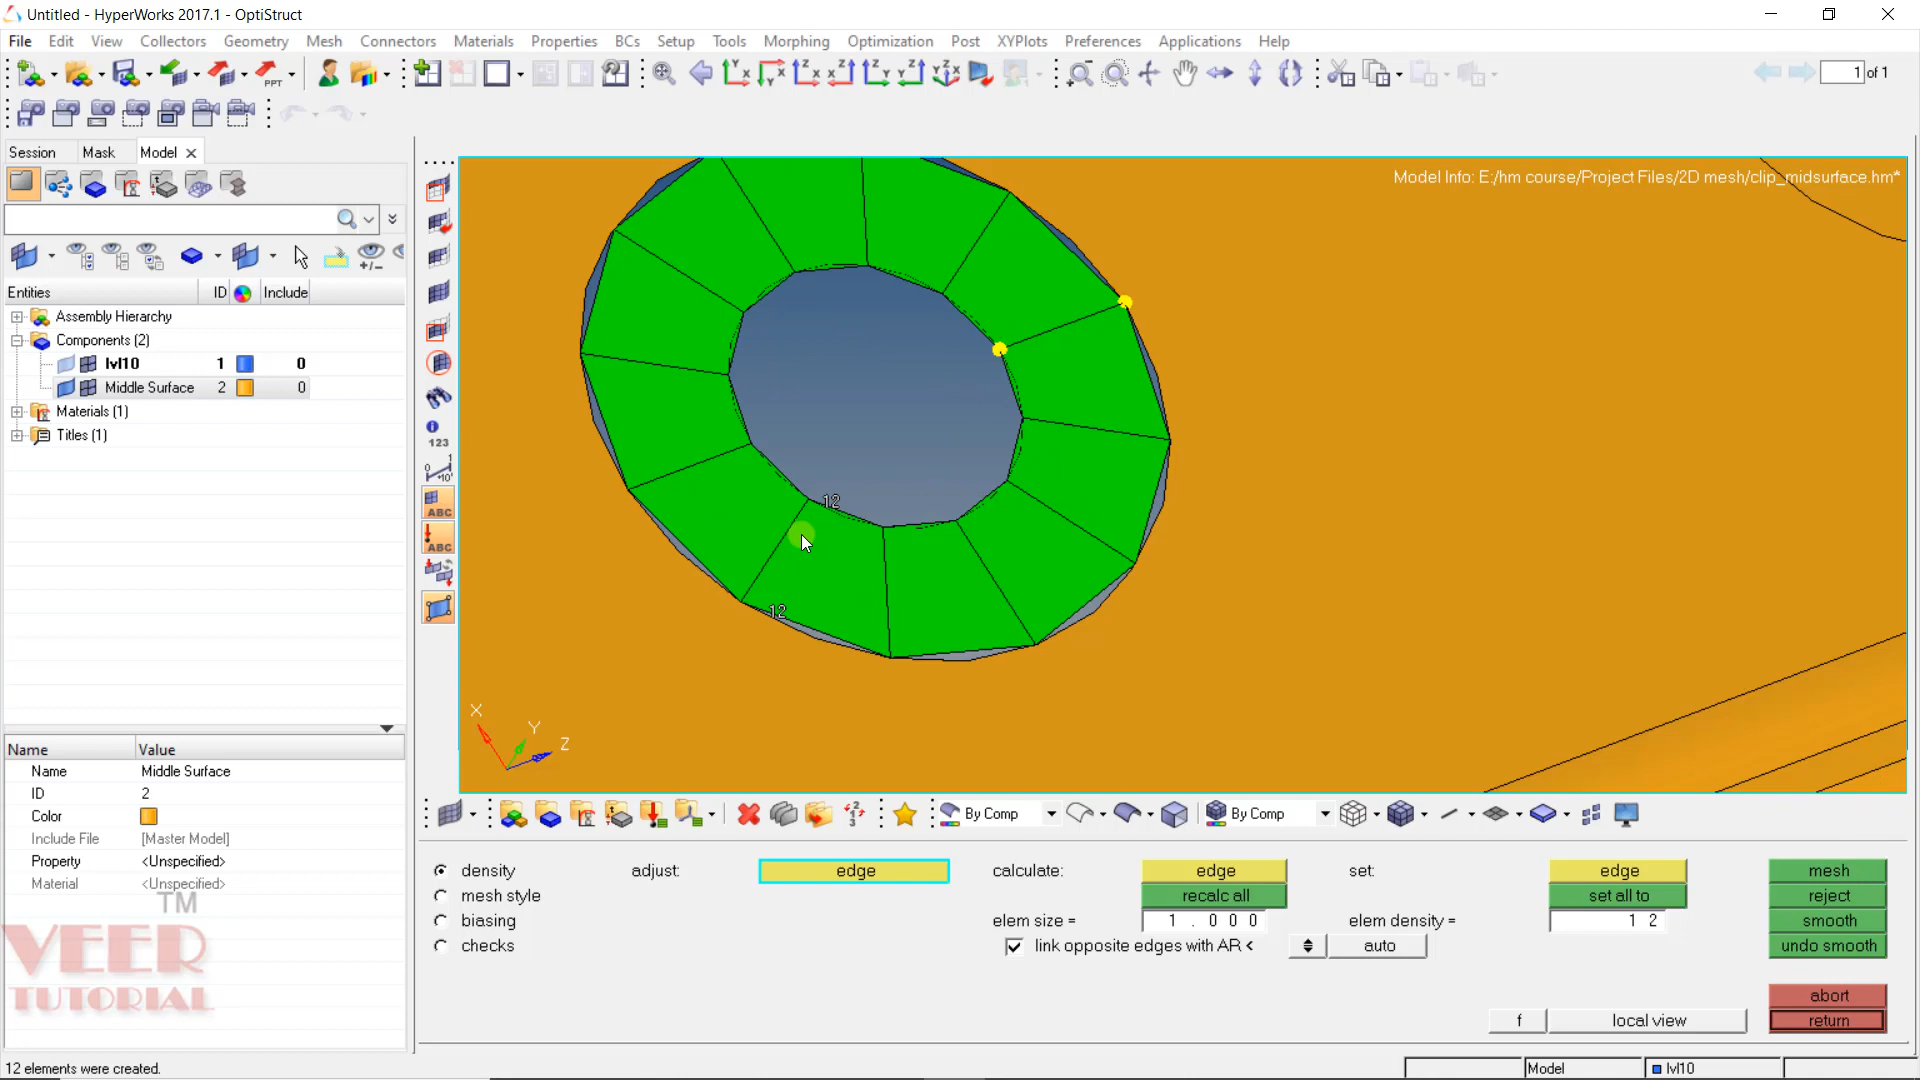 Untitled - HyperWorks 2017.1 - OptiStruct
File Edit View Collectors Geometry Mesh Connectors Materials Properties BCs Setup Tools Morphing Optimization Post XYPlots Preferences Applications Help
1 of 1
Session Mask Model
Model Info: E:/hm course/Project Files/2D mesh/clip_midsurface.hm*
Entities ID Include
Assembly Hierarchy
Components (2)
lvl10 1 0
Middle Surface 2 0
Materials (1)
Titles (1)
123
ABC
ABC
12
12
X
Y
Z
Name Value
Name Middle Surface
ID 2
Color
Include File [Master Model]
Property <Unspecified>
Material <Unspecified>
TM
VEER
TUTORIAL
By Comp By Comp
density adjust: edge calculate: edge set: edge mesh
mesh style recalc all set all to reject
biasing elem size = 1.000 elem density = 12 smooth
checks link opposite edges with AR < auto undo smooth
abort
f local view return
12 elements were created. Model lvl10